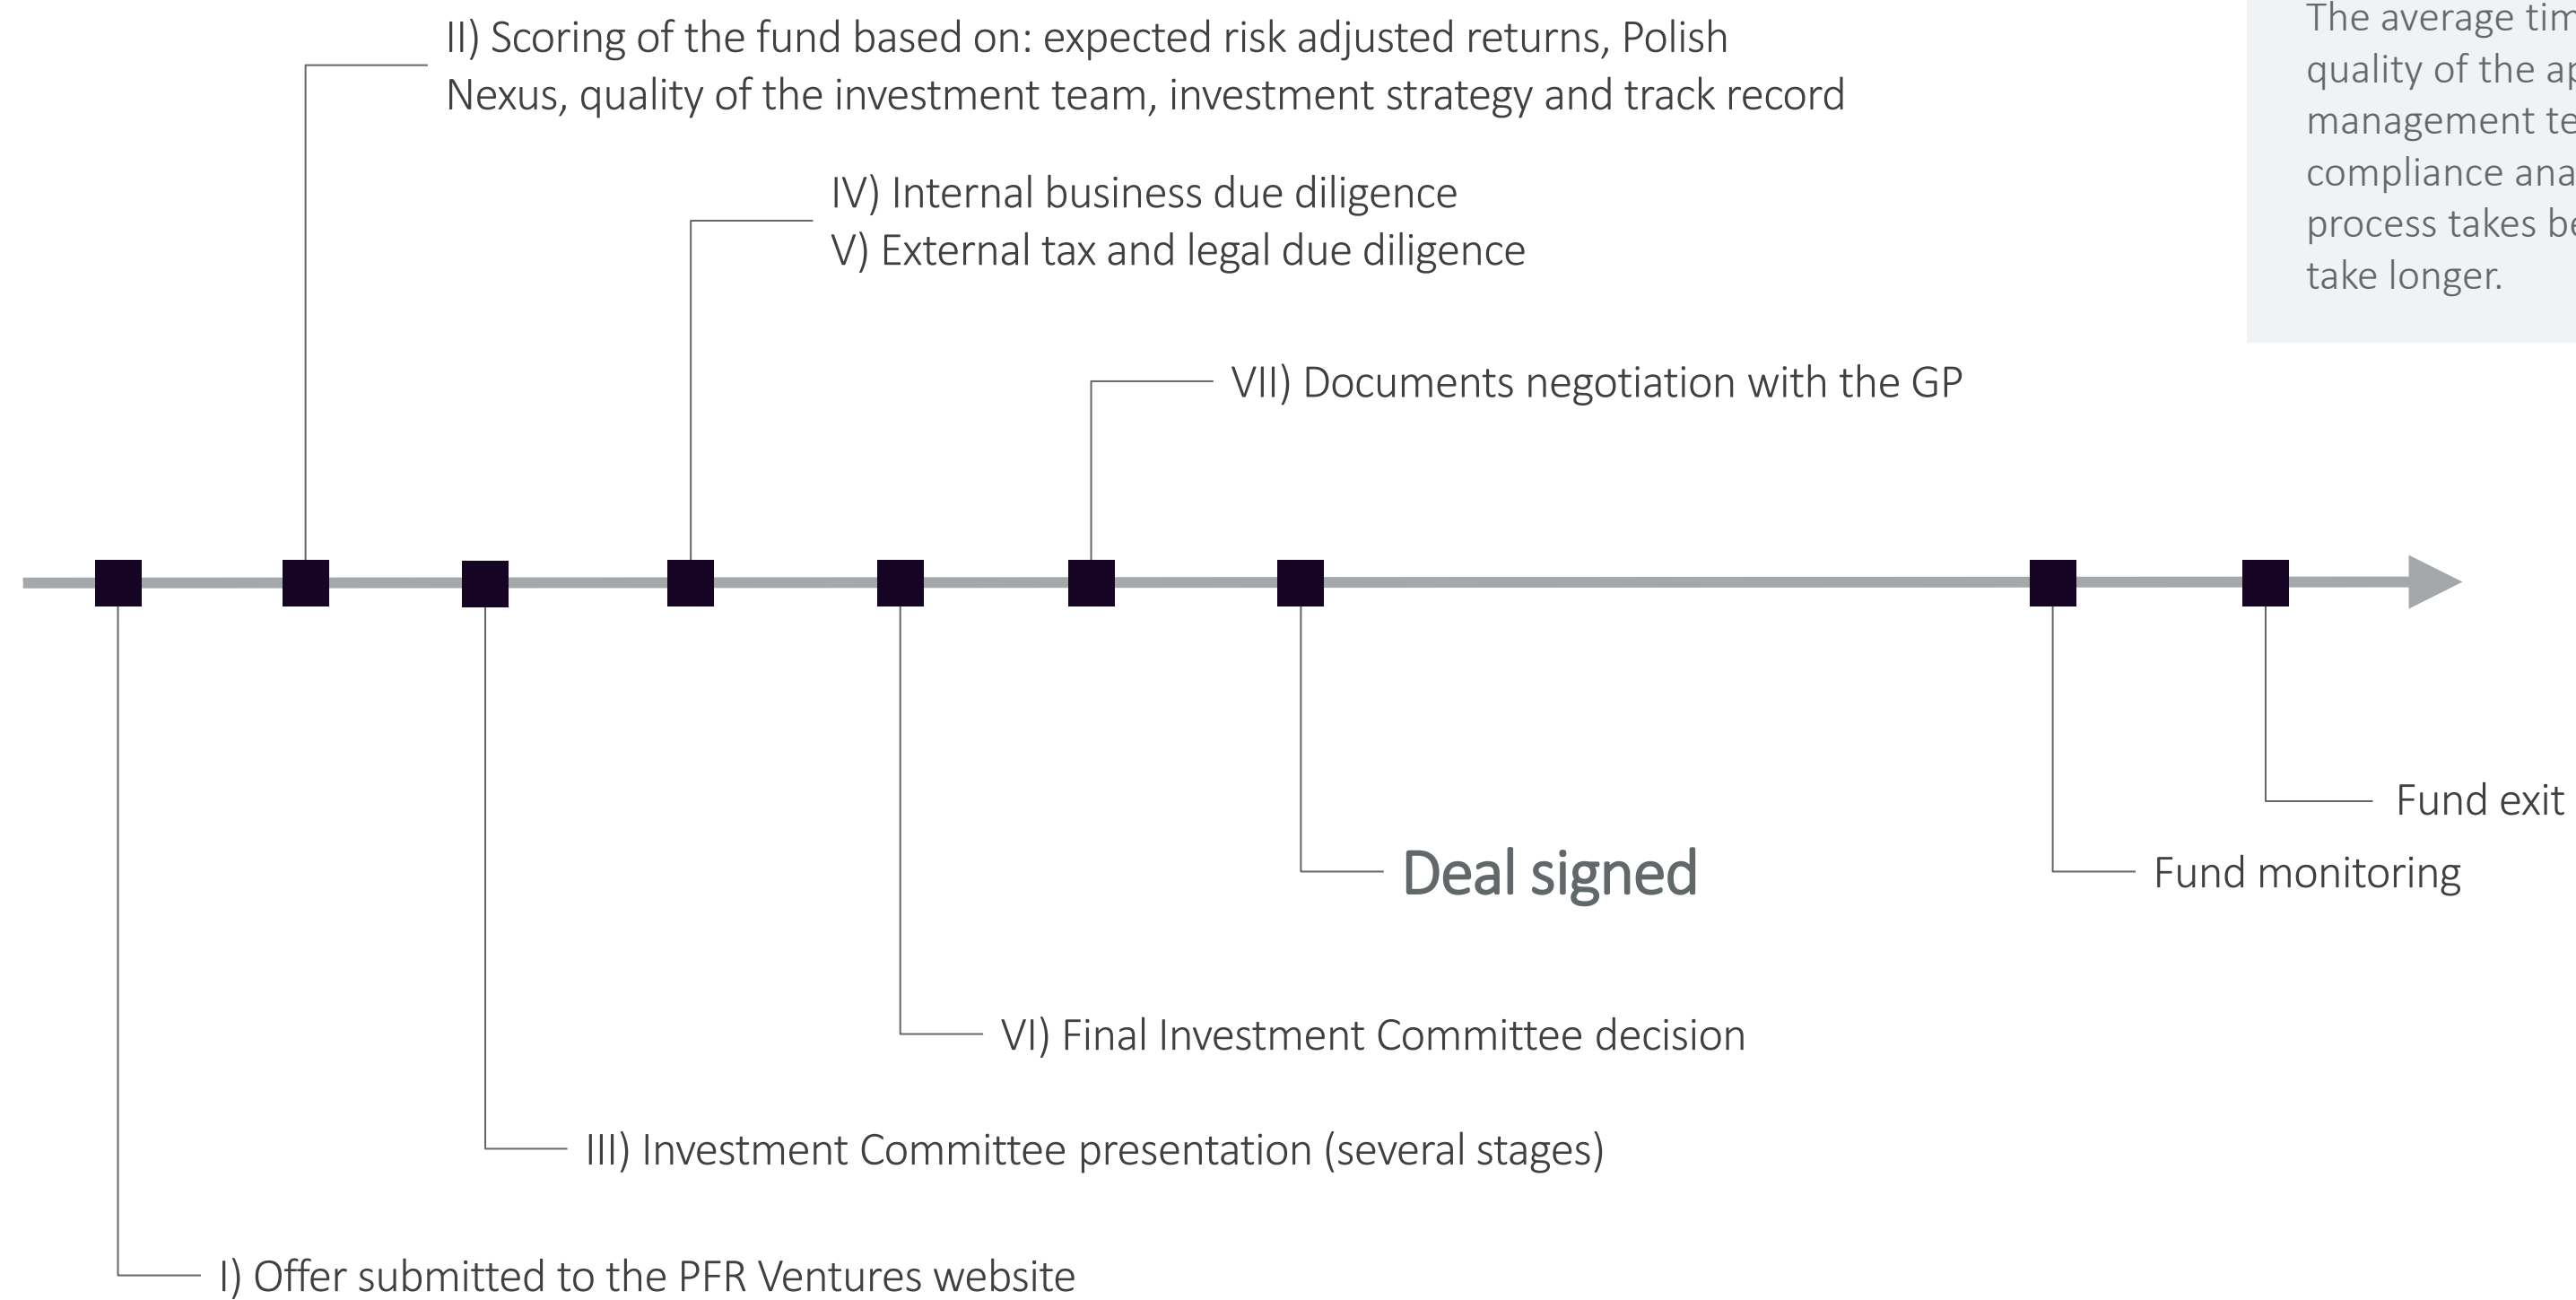 II) Scoring of the fund based on: expected risk adjusted returns, Polish
Nexus, quality of the investment team, investment strategy and track record
IV) Internal business due diligence
V) External tax and legal due diligence
VII) Documents negotiation with the GP
The average
quality of the
management
compliance
process takes
take longer.
Fund exit
Deal signed
Fund monitoring
VI) Final Investment Committee decision
III) Investment Committee presentation (several stages)
I) Offer submitted to the PFR Ventures website